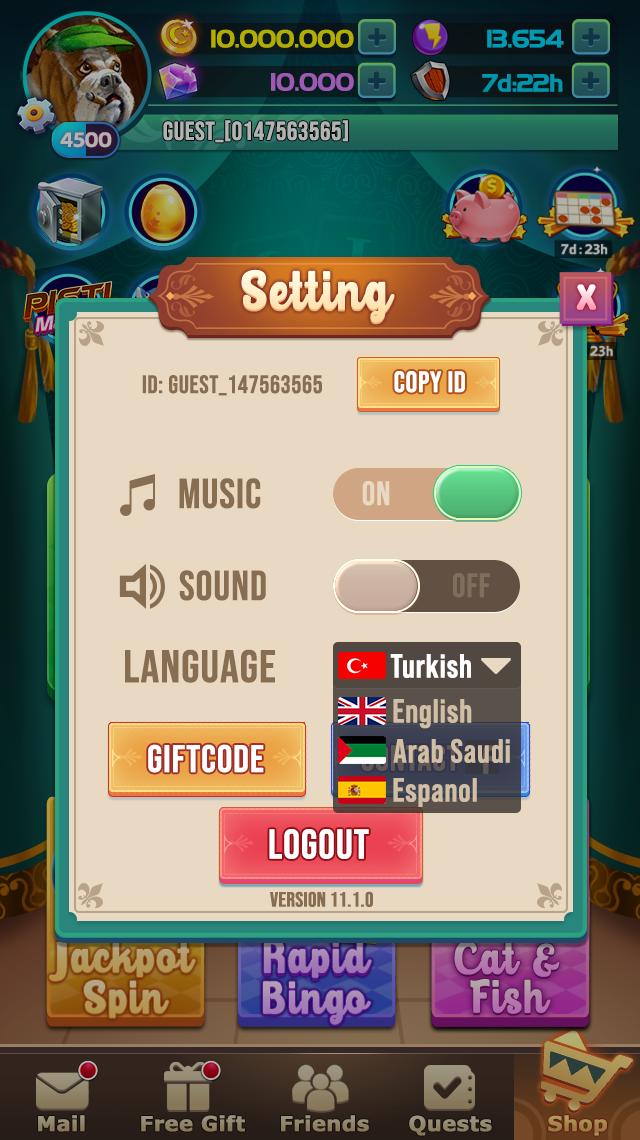 10.000.000
13.654
10.000
7d:22h
4500
GUEST_[0147563565]
7d:23h
PISTI
23h
Setting
X
ID: GUEST_147563565
COPY ID
MUSIC
ON
SOUND
OFF
LANGUAGE
Turkish
English
GIFTCODE
Arab Saudi
Espanol
LOGOUT
VERSION 11.1.0
Jackpot
Spin
Rapid
Bingo
Cat &
Fish
Mail
Free Gift
Friends
Quests
Shop